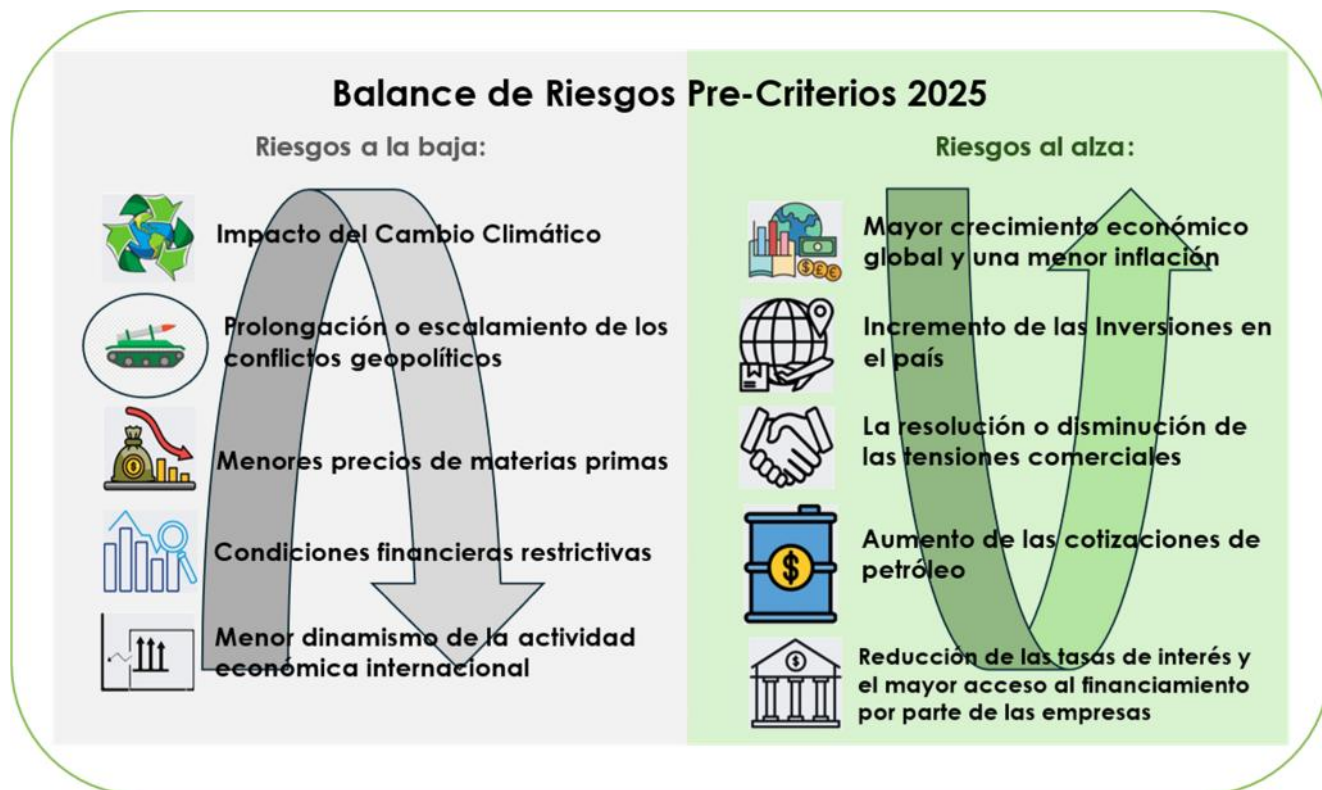 Balance de Riesgos Pre-Criterios 2025
Riesgos a la baja:
Impacto del Cambio Climático
Prolongación o escalamiento de los
conflictos geopolíticos
Menores precios de materias primas
Condiciones financieras restrictivas
Menor dinamismo de la actividad
económica internacional
Riesgos al alza:
Mayor crecimiento económico
global y una menor inflación
Incremento de las Inversiones en
el país
La resolución o disminución de
las tensiones comerciales
Aumento de las cotizaciones de
petróleo
Reducción de las tasas de interés y
el mayor acceso al financiamiento
por parte de las empresas